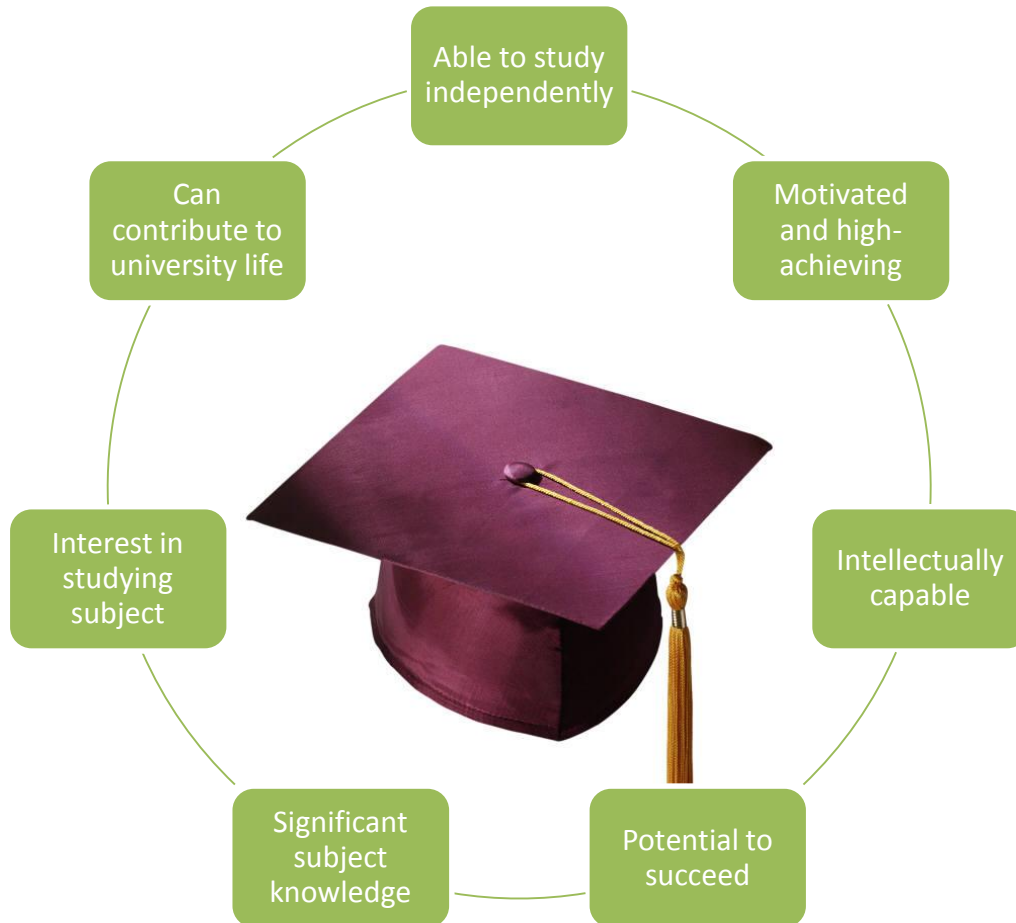 Able to study
independently
Motivated
and high-
achieving
Intellectually
capable
Potential to
succeed
Significant
subject
knowledge
Interest in
studying
subject
Can
contribute to
university life